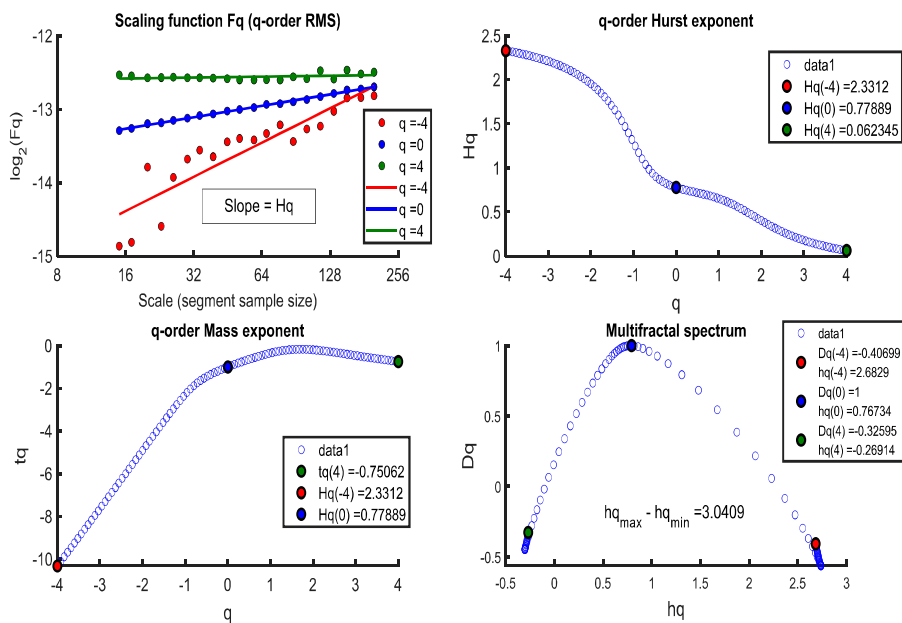 Scaling function Fq (q-order RMS)
-12
-13
-14
-15
log2(Fq)
8 16 32 64 128 256
Scale (segment sample size)
Slope = Hq
q =-4
q =0
q =4
q =-4
q =0
q =4
q-order Hurst exponent
2.5
2
1.5
1
0.5
0
Hq
-4 -3 -2 -1 0 1 2 3 4
q
data1
Hq(-4) =2.3312
Hq(0) =0.77889
Hq(4) =0.062345
q-order Mass exponent
0
-2
-4
-6
-8
-10
tq
-4 -3 -2 -1 0 1 2 3 4
q
data1
tq(4) =-0.75062
Hq(-4) =2.3312
Hq(0) =0.77889
Multifractal spectrum
1
0.5
0
-0.5
Dq
-0.5 0 0.5 1 1.5 2 2.5 3
hq
hqmax - hqmin =3.0409
data1
Dq(-4) =-0.40699
hq(-4) =2.6829
Dq(0) =1
hq(0) =0.76734
Dq(4) =-0.32595
hq(4) =-0.26914